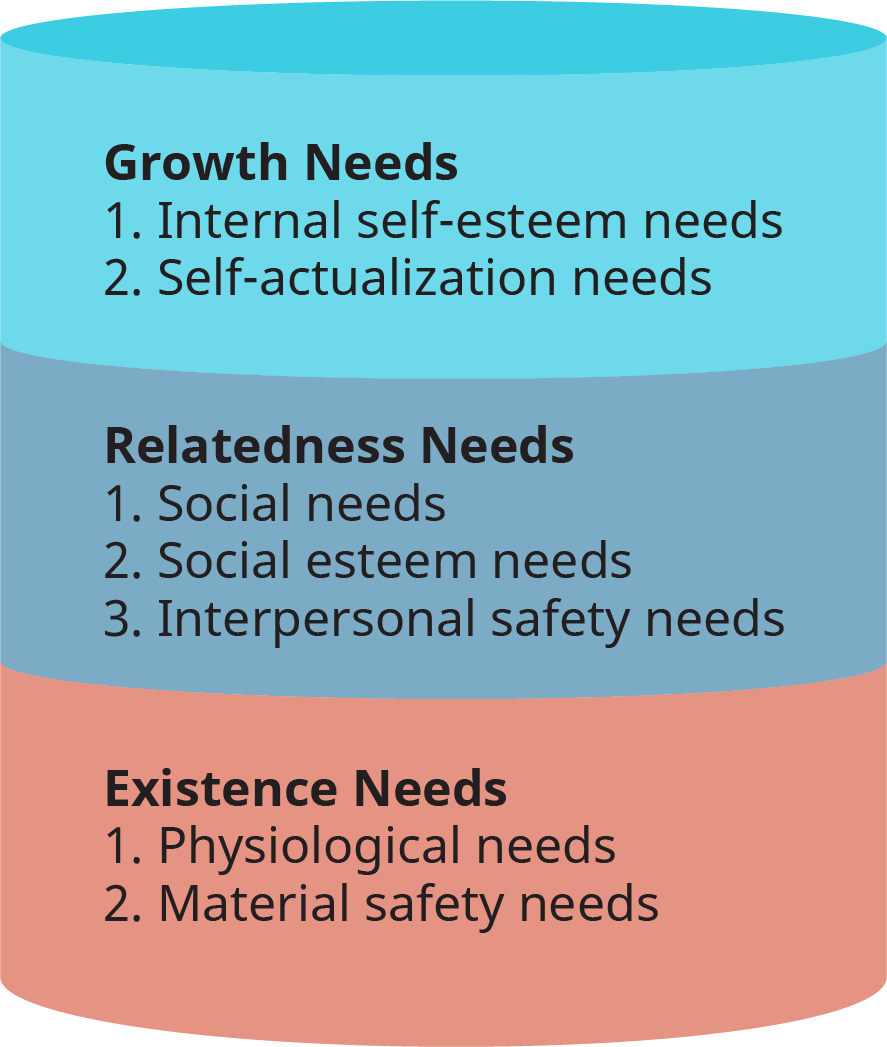 Growth Needs
1. Internal self-esteem needs
2. Self-actualization needs
Relatedness Needs
1. Social needs
2. Social esteem needs
3. Interpersonal safety needs
Existence Needs
1. Physiological needs
2. Material safety needs